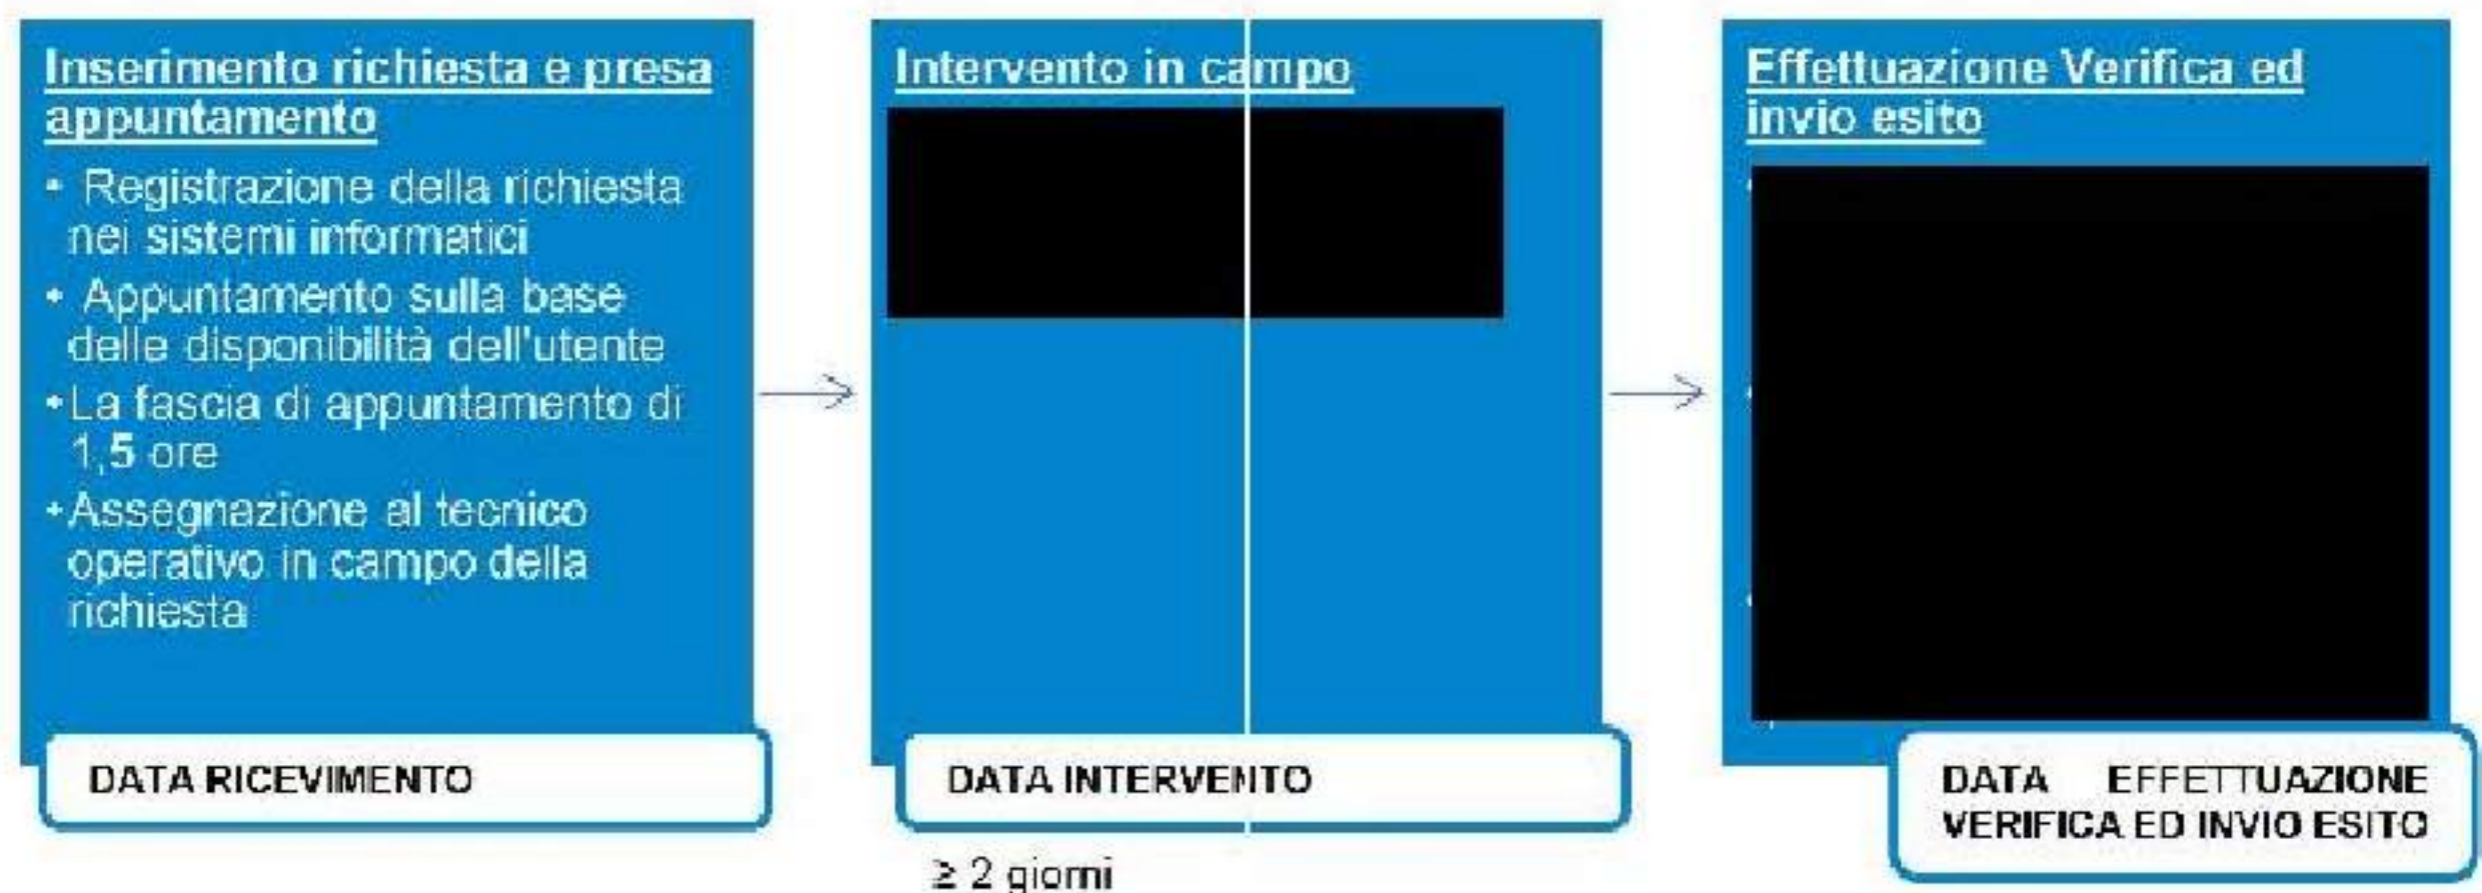 Inserimento richiesta e presa
appuntamento
• Registrazione della richiesta
nei sistemi informatici
• Appuntamento sulla base
delle disponibilità dell'utente
• La fascia di appuntamento di
1,5 ore
• Assegnazione al tecnico
operativo in campo della
richiesta
DATA RICEVIMENTO
Intervento in campo
DATA INTERVENTO
≥ 2 giorni
Effettuazione Verifica ed
invio esito
DATA EFFETTUAZIONE
VERIFICA ED INVIO ESITO